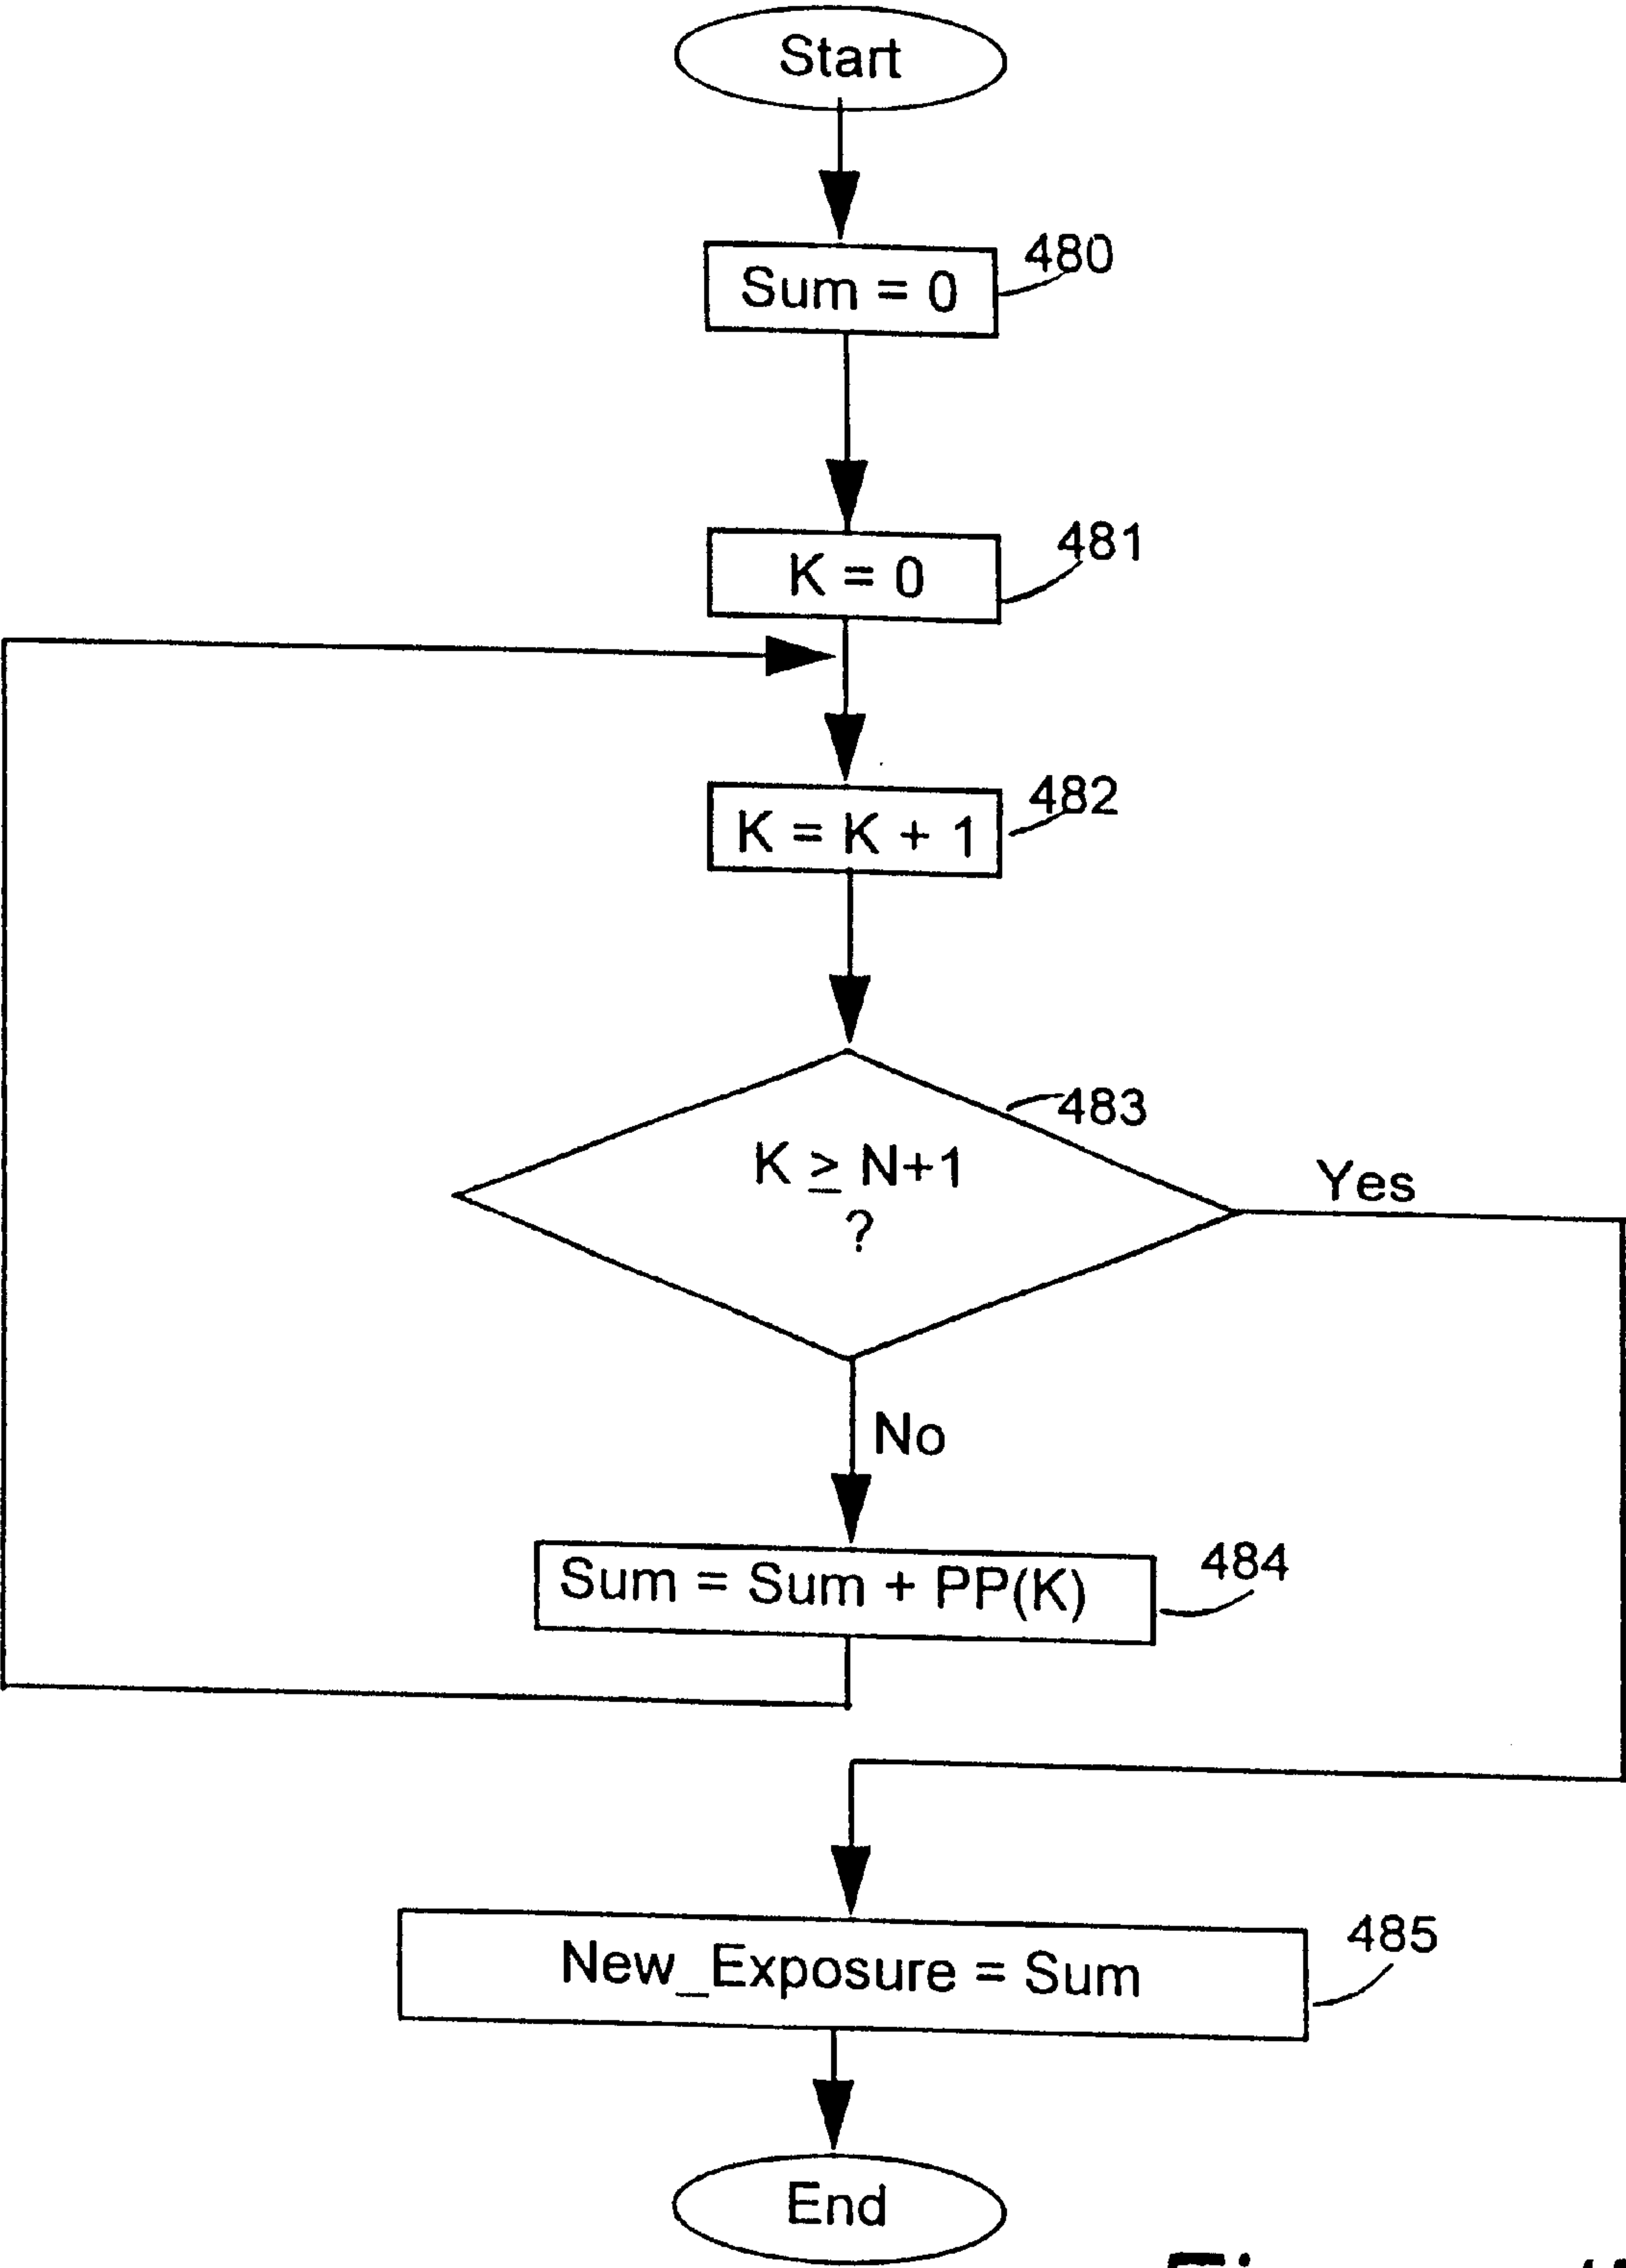 Start
Sum = 0
480
K = 0
481
K = K + 1
482
483
K ≥ N+1
?
Yes
No
Sum = Sum + PP(K)
484
New_Exposure = Sum
485
End